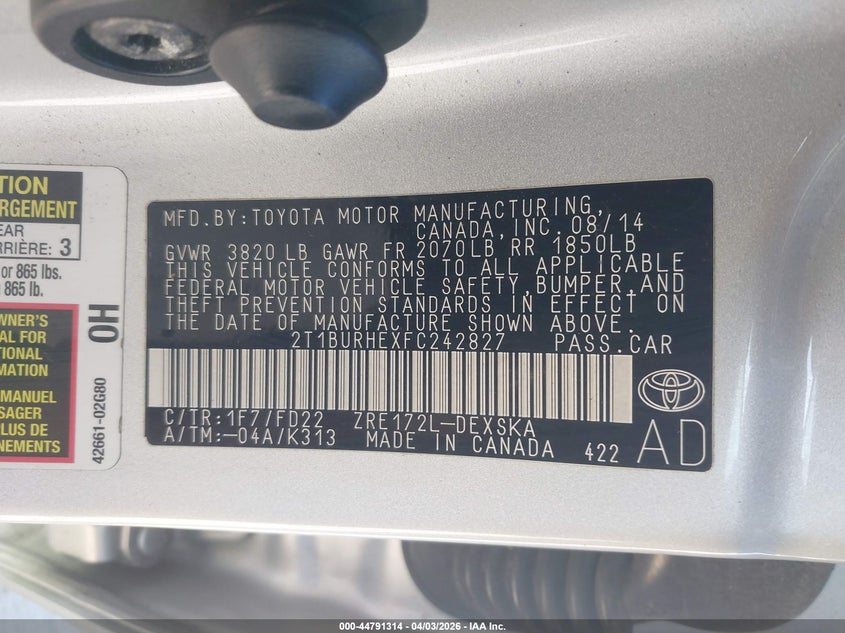 TION
RGEMENT
EAR
RRIÈRE: 3
or 865 lbs.
865 lb.
WNER'S
AL FOR
TIONAL
RMATION
MANUEL
SAGER
PLUS DE
NEMENTS
42661-02G80
OH
MFD.BY:TOYOTA MOTOR MANUFACTURING,
CANADA,INC. 08/14
GVWR 3820 LB GAWR FR 2070LB RR 1850LB
THIS VEHICLE CONFORMS TO ALL APPLICABLE
FEDERAL MOTOR VEHICLE SAFETY,BUMPER,AND
THEFT PREVENTION STANDARDS IN EFFECT ON
THE DATE OF MANUFACTURE SHOWN ABOVE.
2T1BURHEXFC242827 PASS.CAR
C/TR:1F7/FD22 ZRE172L-DEXSKA
A/TM:-04A/K313 MADE IN CANADA 422
AD
000-44791314 - 04/03/2026 - IAA Inc.